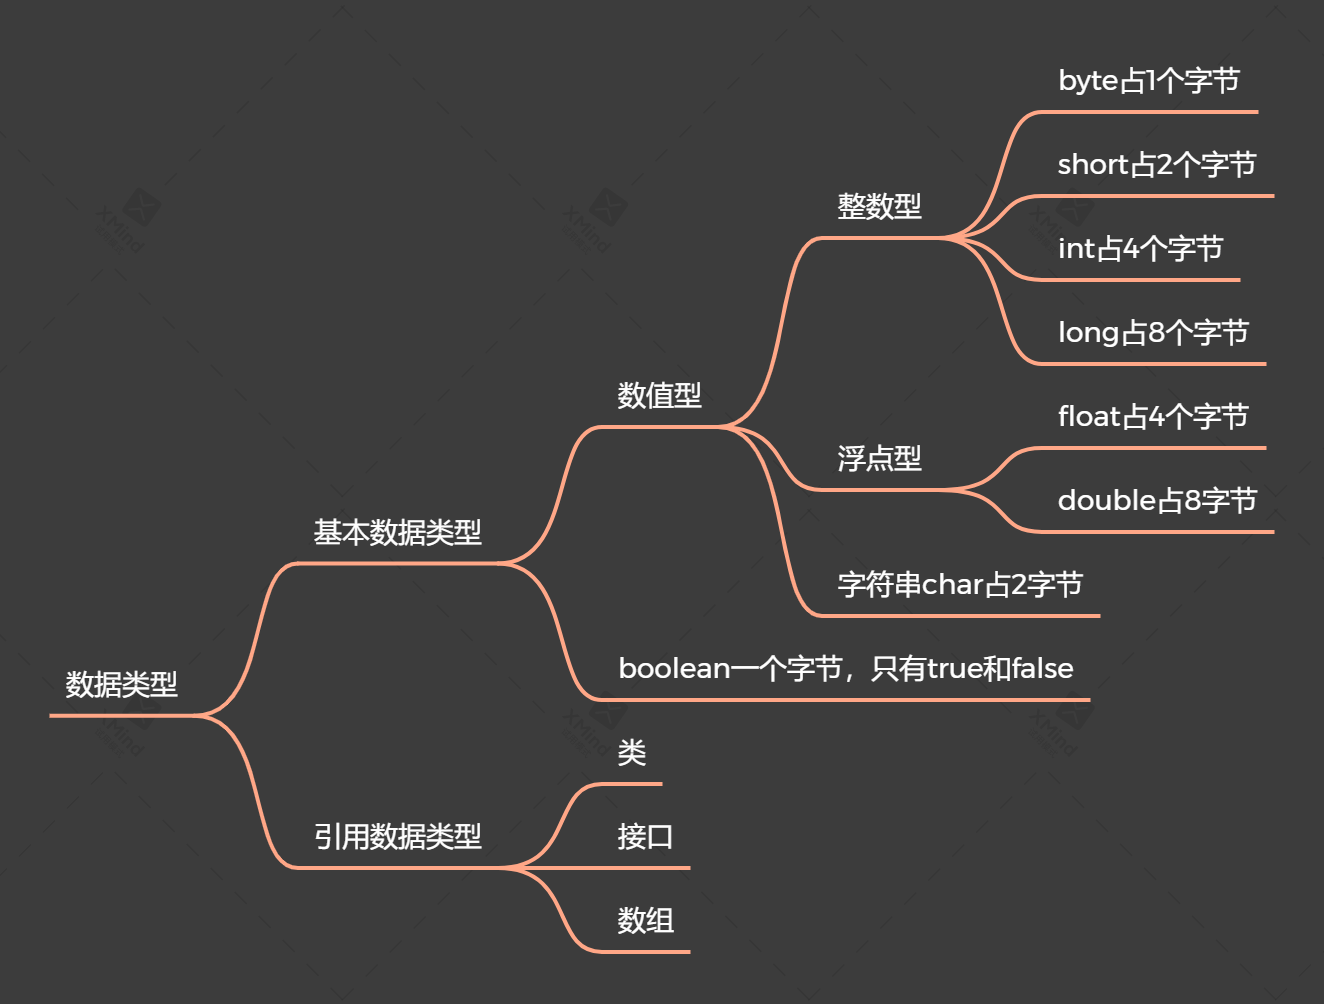 byte占1个字节
short占2个字节
整数型
int占4个字节
long占8个字节
数值型
float占4个字节
浮点型
double占8字节
基本数据类型
字符串char占2字节
boolean一个字节，只有true和false
数据类型
类
引用数据类型
接口
数组
XMind
XMind
XMind
XMind
XMind
XMind